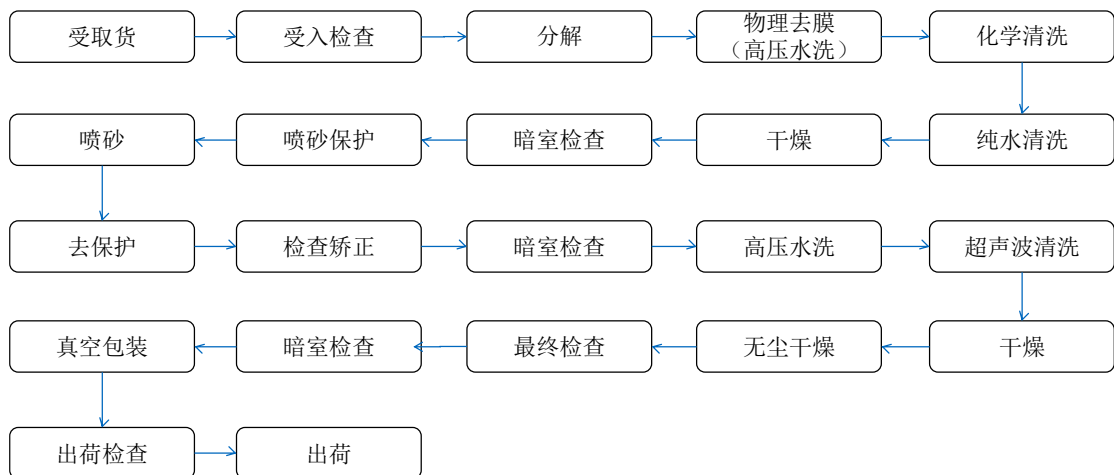 受取货
受入检查
分解
物理去膜
（高压水洗）
化学清洗
喷砂
喷砂保护
暗室检查
干燥
纯水清洗
去保护
检查矫正
暗室检查
高压水洗
超声波清洗
真空包装
暗室检查
最终检查
无尘干燥
干燥
出荷检查
出荷